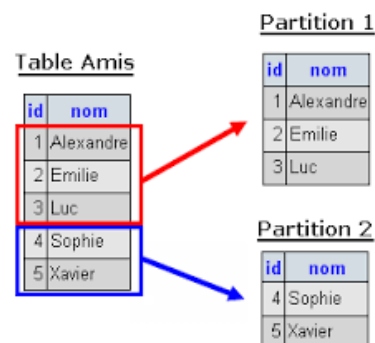 Table Amis
id nom
1 Alexandre
2 Emilie
3 Luc
4 Sophie
5 Xavier
Partition 1
id nom
1 Alexandre
2 Emilie
3 Luc
Partition 2
id nom
4 Sophie
5 Xavier